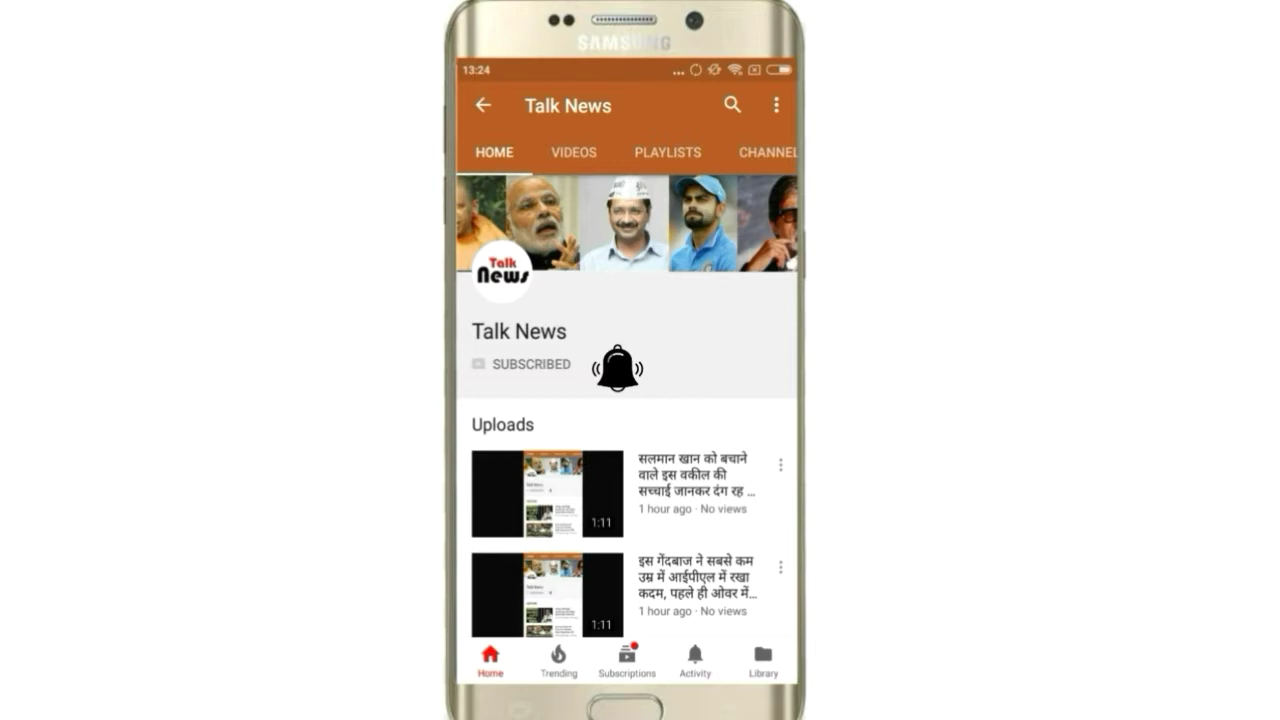 SAMSUNG
13:24
Talk News
HOME VIDEOS PLAYLISTS CHANNEL
Talk
News
Talk News
SUBSCRIBED
Uploads
सलमान खान को बचाने
वाले इस वकील की
सच्चाई जानकर दंग रह ...
1 hour ago · No views
1:11
इस गेंदबाज ने सबसे कम
उम्र में आईपीएल में रखा
कदम, पहले ही ओवर में...
1 hour ago · No views
1:11
Home Trending Subscriptions Activity Library